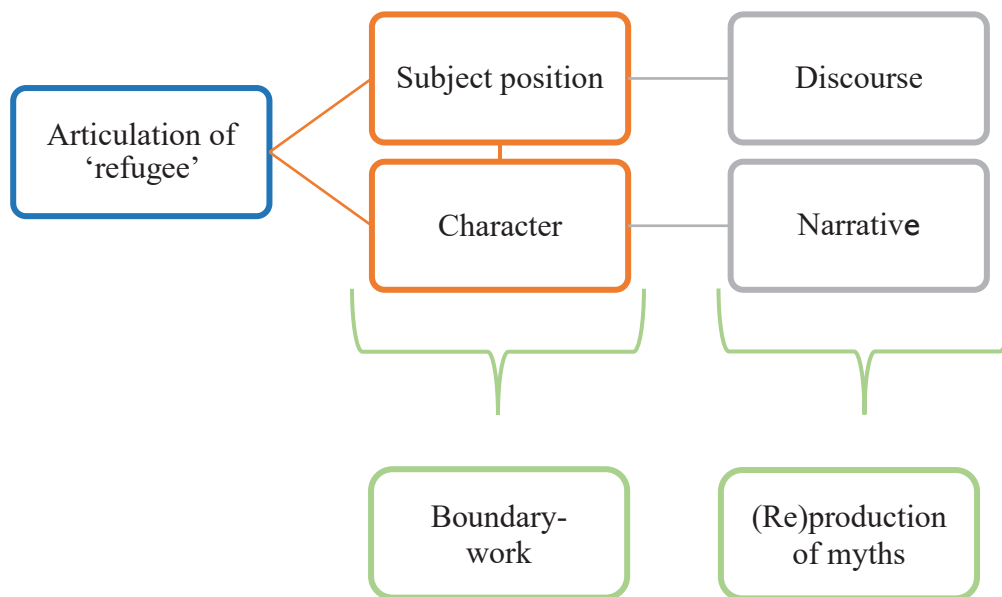 Articulation of
‘refugee’
Subject position
Discourse
Character
Narrative
Boundary-
work
(Re)production
of myths